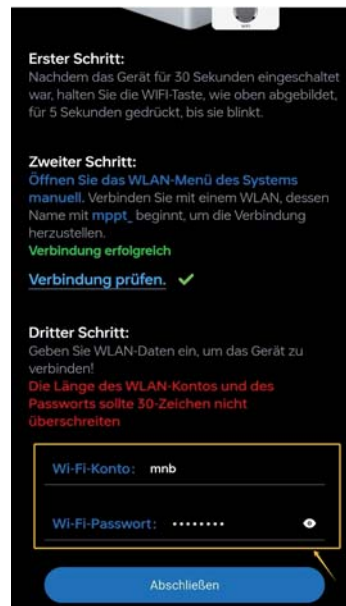 Erster Schritt:
Nachdem das Gerät für 30 Sekunden eingeschaltet
war, halten Sie die WIFI-Taste, wie oben abgebildet,
für 5 Sekunden gedrückt, bis sie blinkt.
Zweiter Schritt:
Öffnen Sie das WLAN-Menü des Systems
manuell. Verbinden Sie mit einem WLAN, dessen
Name mit mppt_ beginnt, um die Verbindung
herzustellen.
Verbindung erfolgreich
Verbindung prüfen.
Dritter Schritt:
Geben Sie WLAN-Daten ein, um das Gerät zu
verbinden!
Die Länge des WLAN-Kontos und des
Passworts sollte 30-Zeichen nicht
überschreiten
Wi-Fi-Konto: mnb
Wi-Fi-Passwort: ••••••••
Abschließen